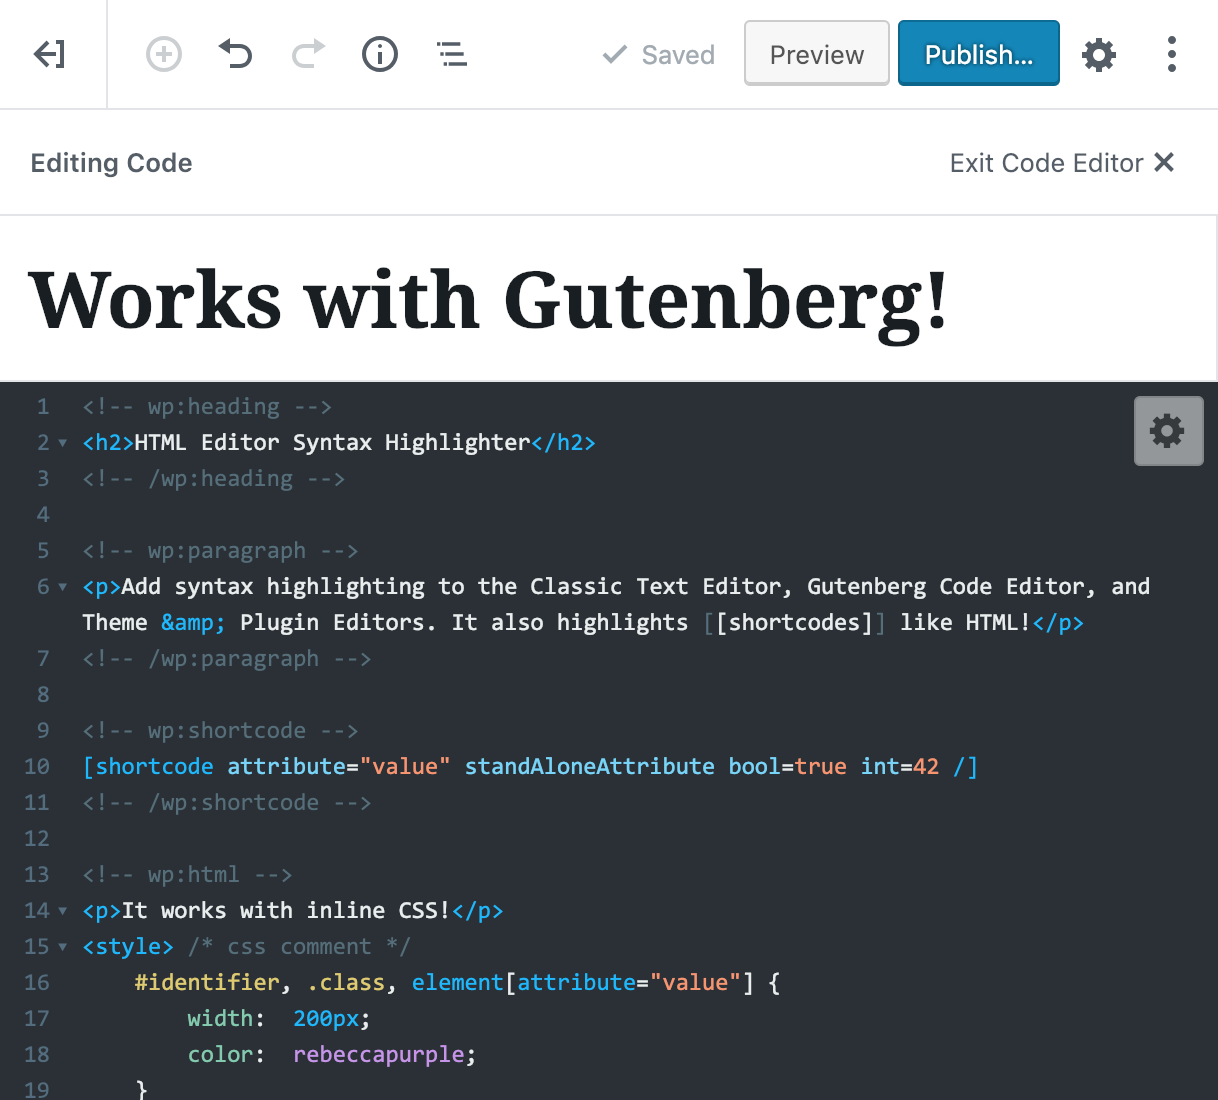 Saved
Preview
Publish...
Editing Code
Exit Code Editor
Works with Gutenberg!
1 <!-- wp:heading -->
2 <h2>HTML Editor Syntax Highlighter</h2>
3 <!-- /wp:heading -->
4
5 <!-- wp:paragraph -->
6 <p>Add syntax highlighting to the Classic Text Editor, Gutenberg Code Editor, and
Theme &amp; Plugin Editors. It also highlights [[shortcodes]] like HTML!</p>
7 <!-- /wp:paragraph -->
8
9 <!-- wp:shortcode -->
10 [shortcode attribute="value" standAloneAttribute bool=true int=42 /]
11 <!-- /wp:shortcode -->
12
13 <!-- wp:html -->
14 <p>It works with inline CSS!</p>
15 <style> /* css comment */
16     #identifier, .class, element[attribute="value"] {
17         width:  200px;
18         color:  rebeccapurple;
19     }